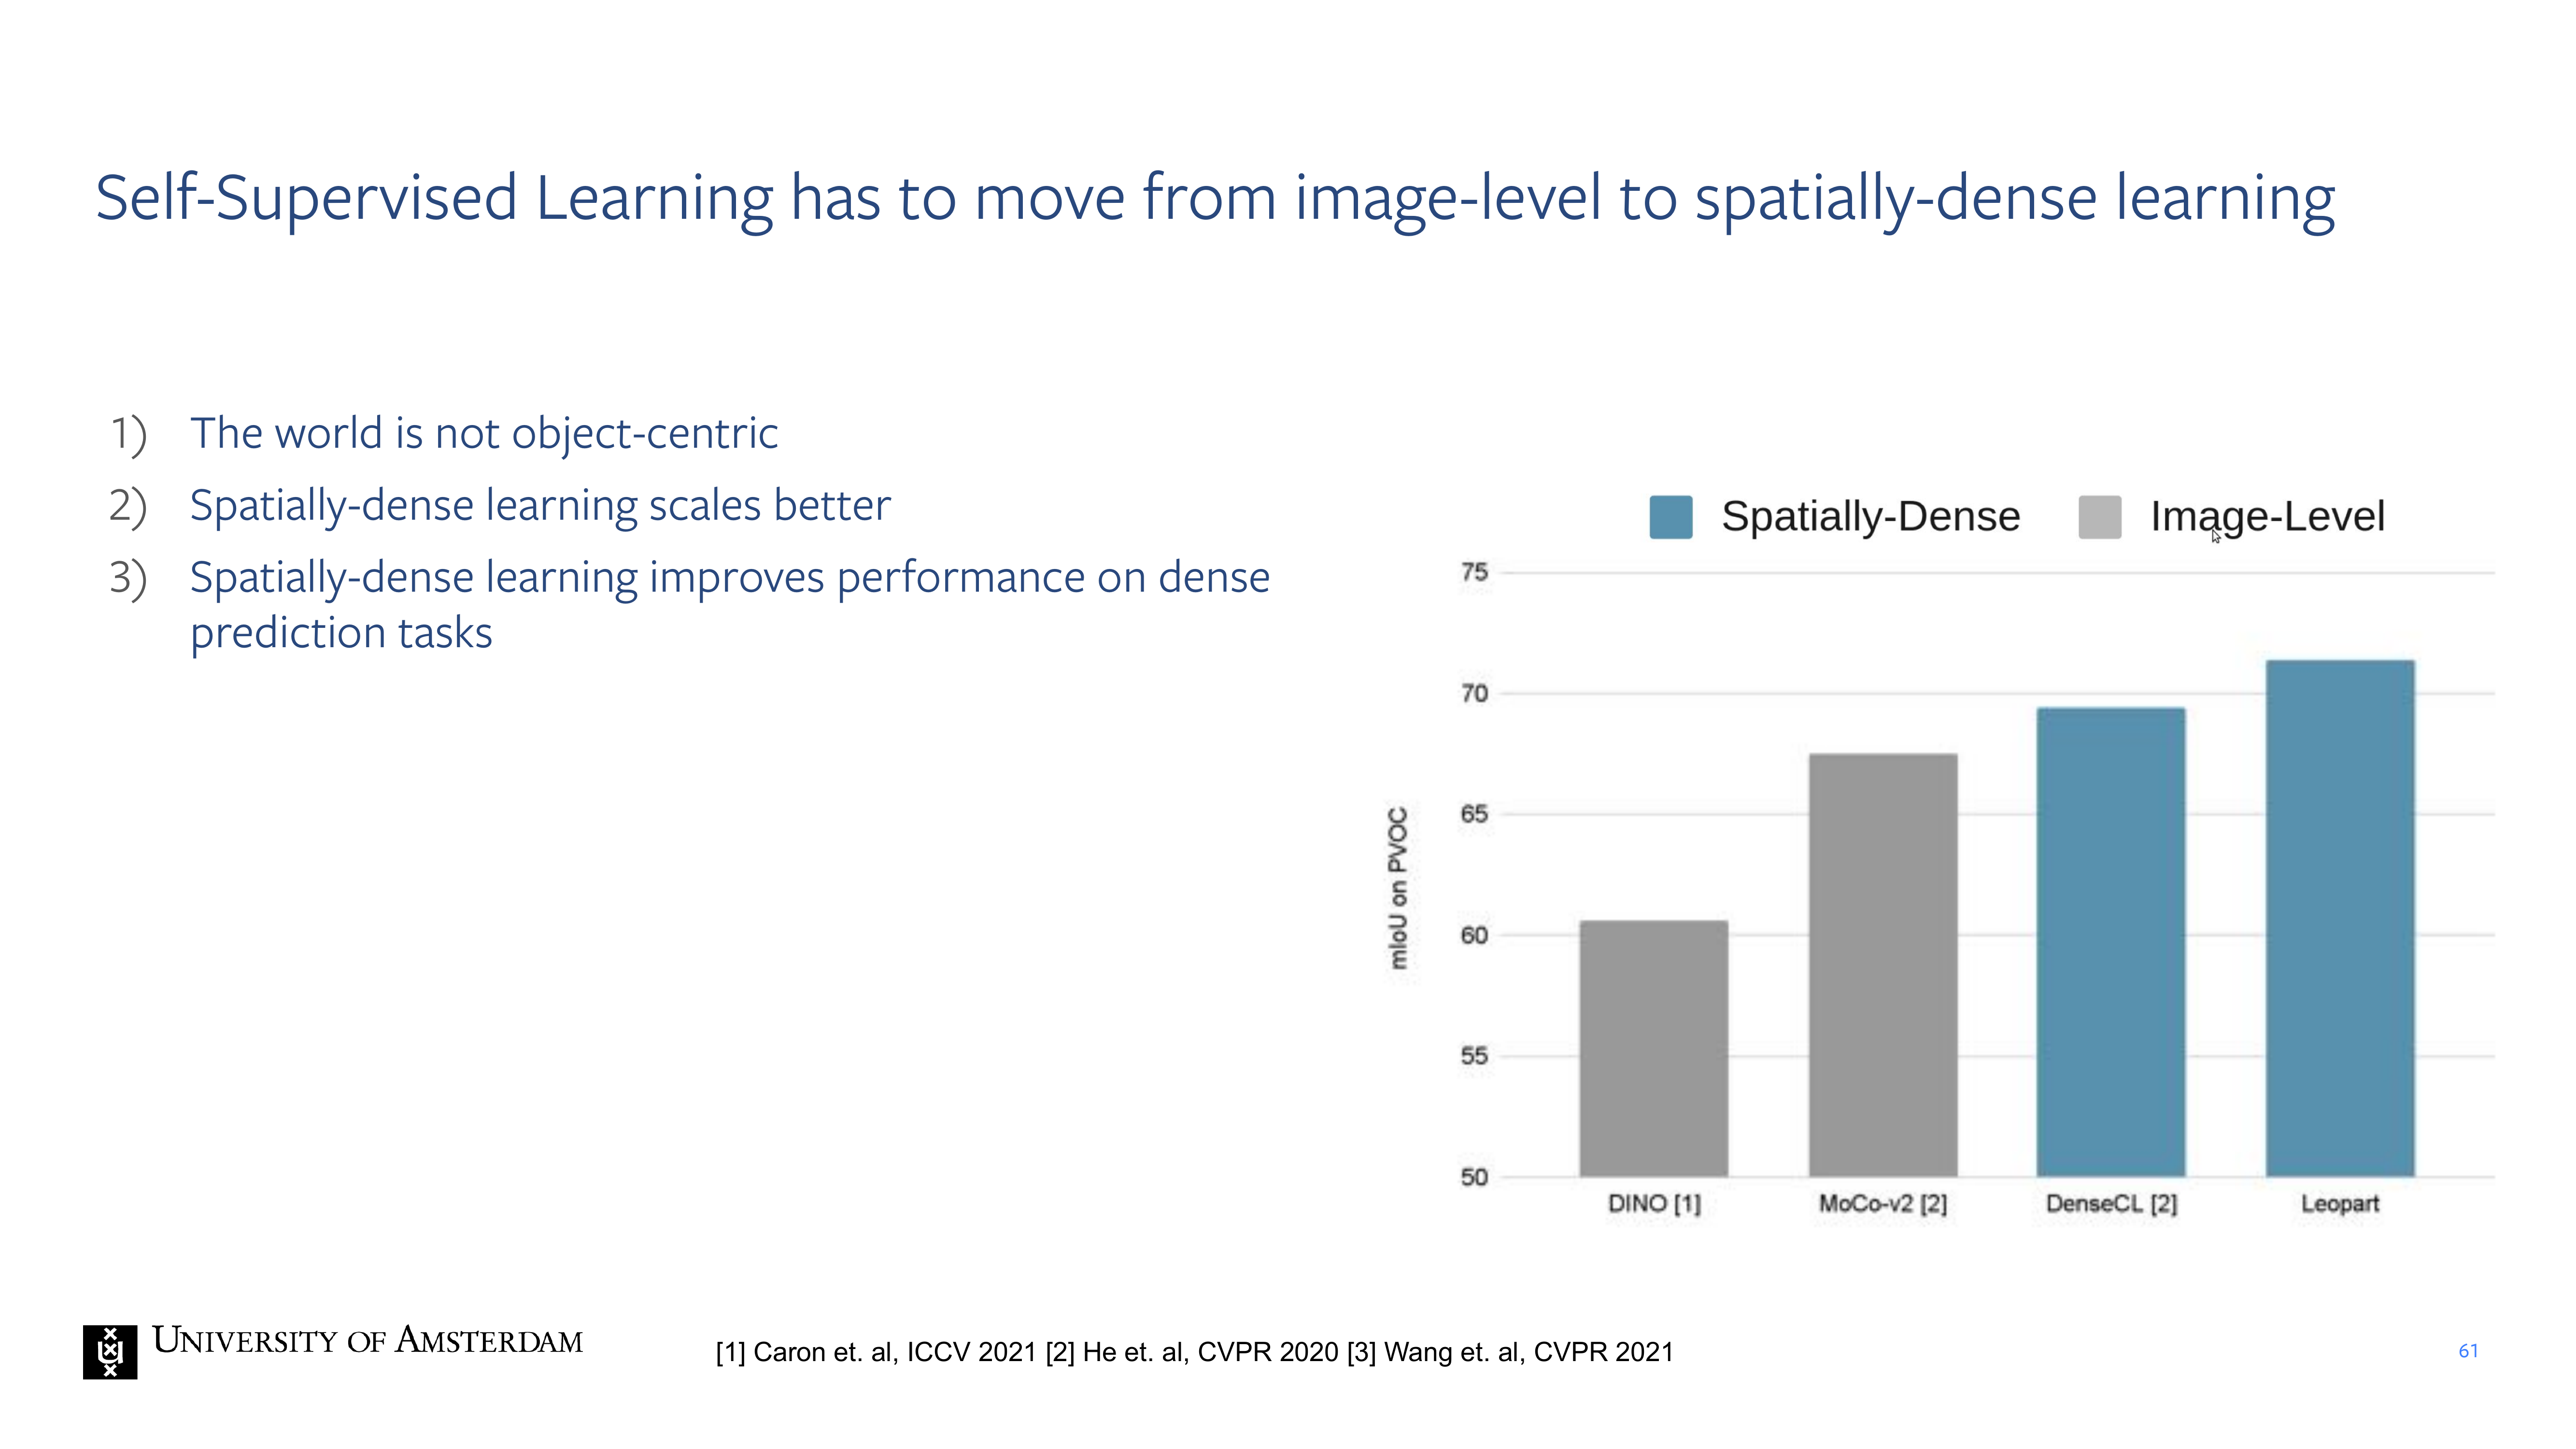 Self-Supervised Learning has to move from image-level to spatially-dense learning
1) The world is not object-centric
2) Spatially-dense learning scales better
3) Spatially-dense learning improves performance on dense
prediction tasks
Spatially-Dense Image-Level
75
70
65
60
55
50
mIoU on PVOC
DINO [1] MoCo-v2 [2] DenseCL [2] Leopart
UNIVERSITY OF AMSTERDAM
[1] Caron et. al, ICCV 2021 [2] He et. al, CVPR 2020 [3] Wang et. al, CVPR 2021
61